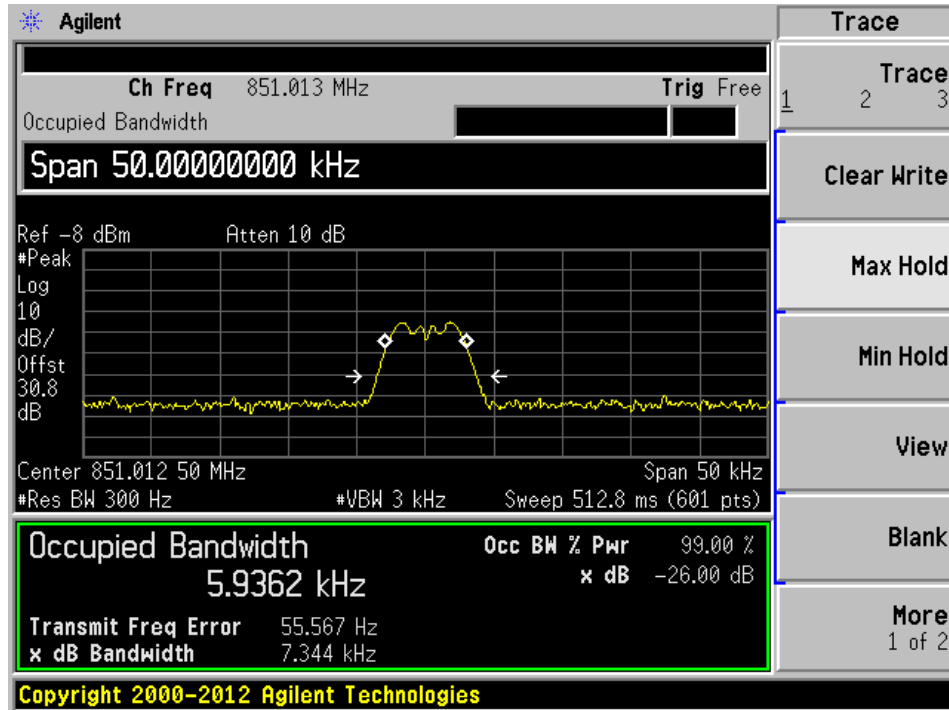 Agilent
Trace
Ch Freq 851.013 MHz Trig Free
Occupied Bandwidth
Span 50.00000000 kHz
Ref -8 dBm Atten 10 dB
#Peak
Log
10
dB/
Offst
30.8
dB
Center 851.012 50 MHz Span 50 kHz
#Res BW 300 Hz #VBW 3 kHz Sweep 512.8 ms (601 pts)
Occupied Bandwidth
5.9362 kHz
Occ BW % Pwr 99.00 %
x dB -26.00 dB
Transmit Freq Error 55.567 Hz
x dB Bandwidth 7.344 kHz
Copyright 2000-2012 Agilent Technologies
Trace
1 2 3
Clear Write
Max Hold
Min Hold
View
Blank
More
1 of 2